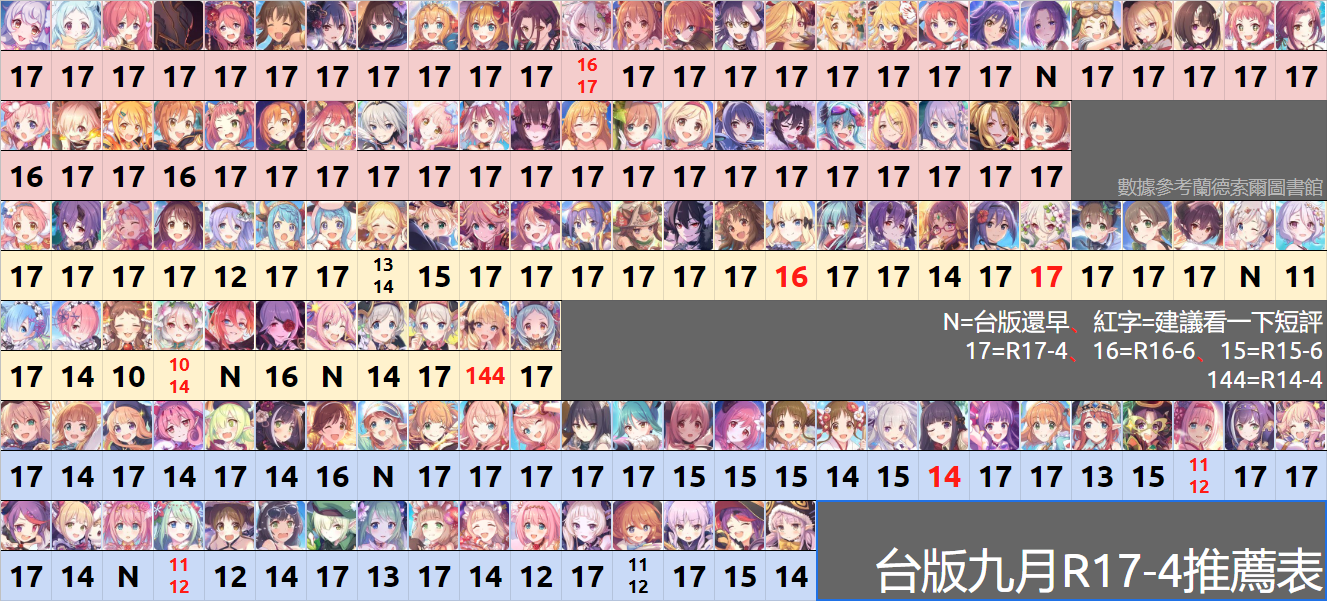 17 17 17 17 17 17 17 17 17 17 17 16 17 17 17 17 17 17 17 17 N 17 17 17 17 17
17
16 17 17 16 17 17 17 17 17 17 17 17 17 17 17 17 17 17 17 17 17
數據參考蘭德索爾圖書館
17 17 17 17 12 17 17 13 15 17 17 17 17 17 17 16 17 17 14 17 17 17 17 17 N 11
14
N=台版還早、紅字=建議看一下短評
17=R17-4、16=R16-6、15=R15-6
144=R14-4
17 14 10 10 N 16 N 14 17 144 17
14
17 14 17 14 17 14 16 N 17 17 17 17 17 15 15 15 14 15 14 17 17 13 15 11 17 17
12
17 14 N 11 12 14 17 13 17 14 12 17 11 17 15 14
12 12
台版九月R17-4推薦表